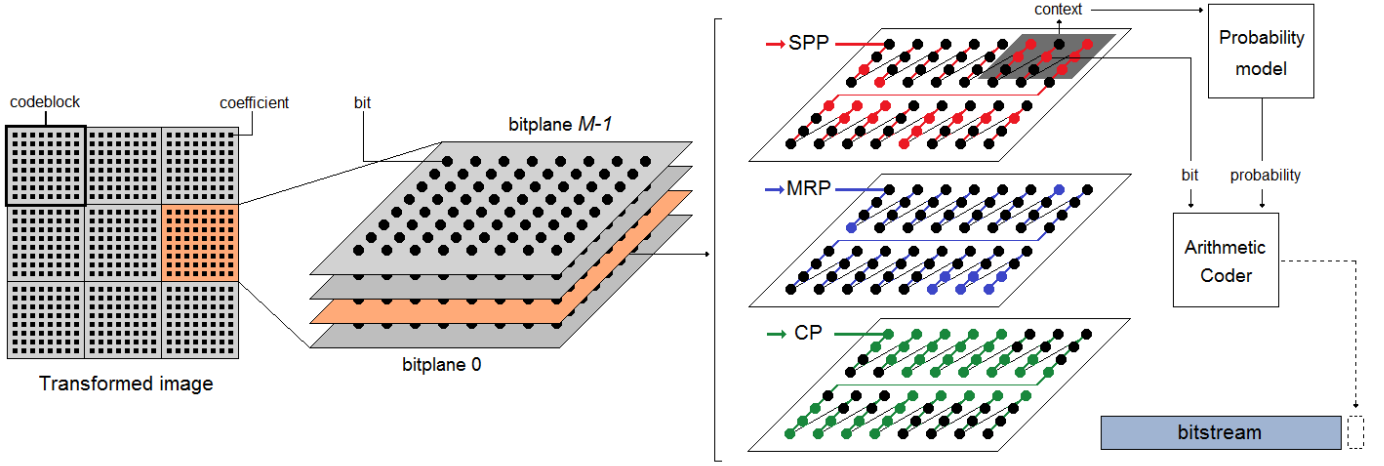 codeblock
coefficient
bit
Transformed image
bitplane M-1
bitplane 0
SPP
context
Probability
model
MRP
bit
probability
Arithmetic
Coder
CP
bitstream